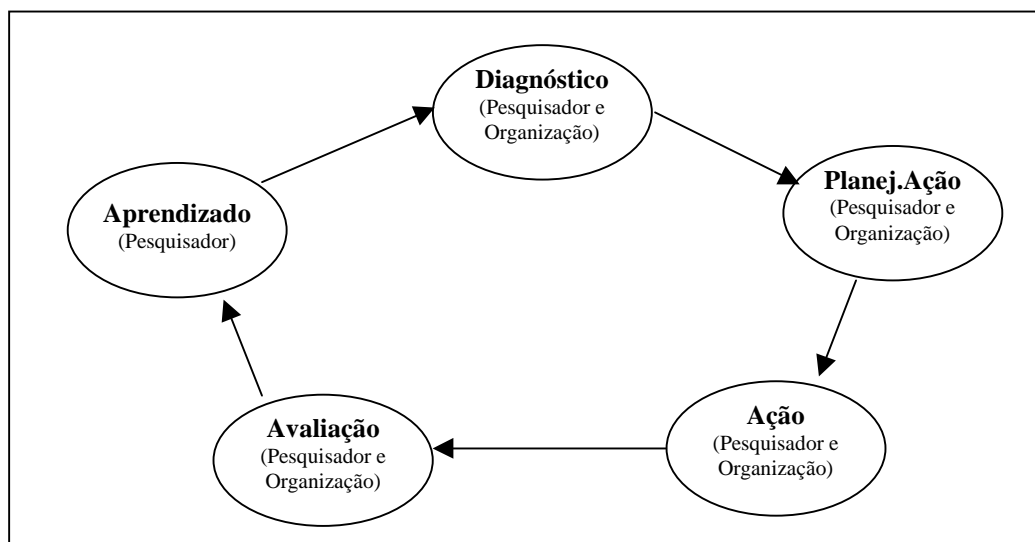 Diagnóstico
(Pesquisador e
Organização)
Planej.Ação
(Pesquisador e
Organização)
Ação
(Pesquisador e
Organização)
Avaliação
(Pesquisador e
Organização)
Aprendizado
(Pesquisador)